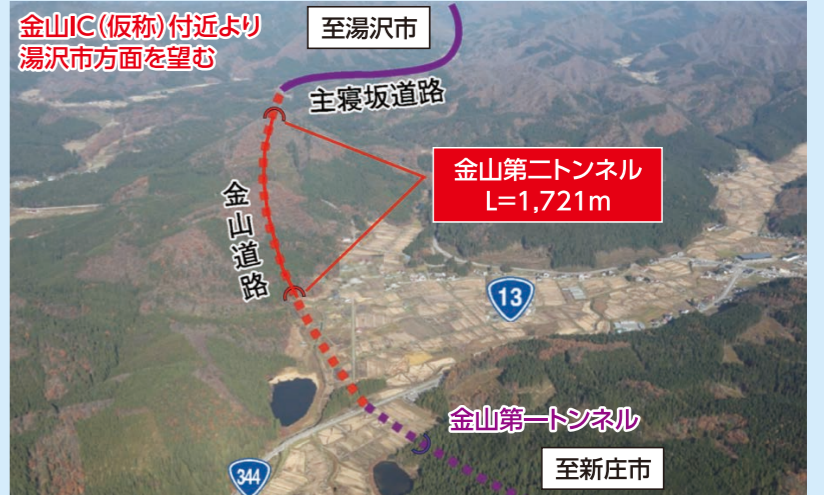 金山IC(仮称)付近より
湯沢市方面を望む
至湯沢市
主寝坂道路
金山第二トンネル
L=1,721m
金山道路
13
金山第一トンネル
至新庄市
344